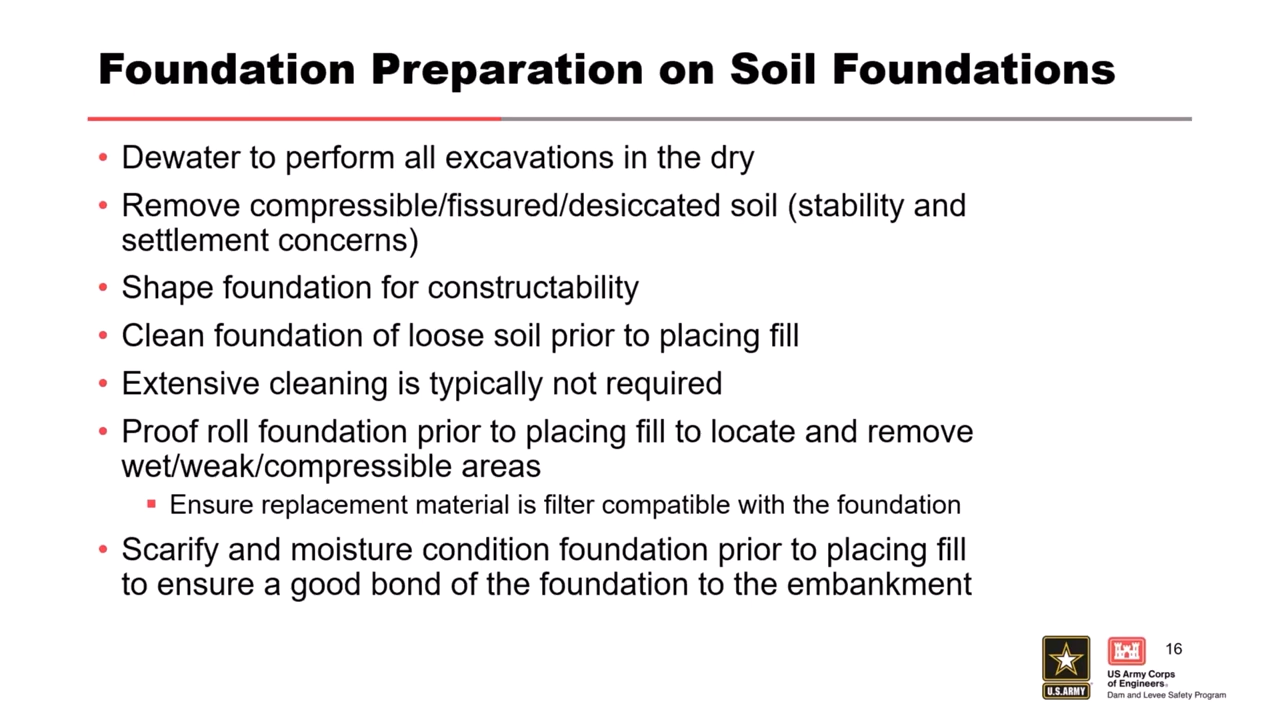 Foundation Preparation on Soil Foundations
• Dewater to perform all excavations in the dry
• Remove compressible/fissured/desiccated soil (stability and
settlement concerns)
• Shape foundation for constructability
• Clean foundation of loose soil prior to placing fill
• Extensive cleaning is typically not required
• Proof roll foundation prior to placing fill to locate and remove
wet/weak/compressible areas
▪ Ensure replacement material is filter compatible with the foundation
• Scarify and moisture condition foundation prior to placing fill
to ensure a good bond of the foundation to the embankment
U.S.ARMY
US Army Corps
of Engineers®
Dam and Levee Safety Program
16